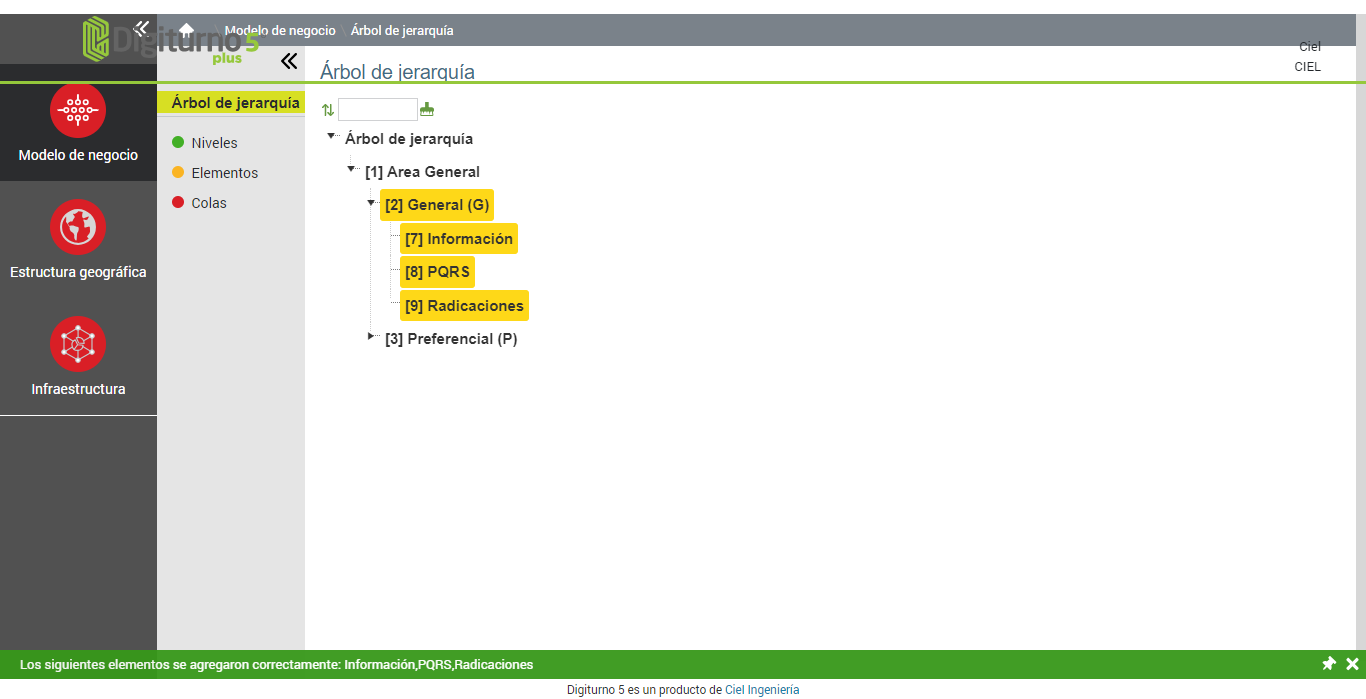 Digiturno 5
plus
Modelo de negocio
Árbol de jerarquía
Ciel
CIEL
Árbol de jerarquía
Modelo de negocio
Estructura geográfica
Infraestructura
Árbol de jerarquía
Niveles
Elementos
Colas
Árbol de jerarquía
[1] Area General
[2] General (G)
[7] Información
[8] PQRS
[9] Radicaciones
[3] Preferencial (P)
Los siguientes elementos se agregaron correctamente: Información,PQRS,Radicaciones
Digiturno 5 es un producto de Ciel Ingeniería